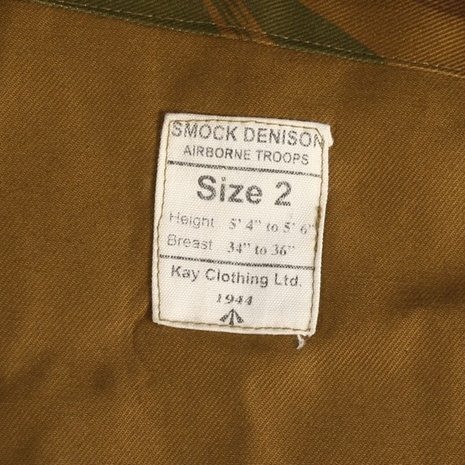 SMOCK DENISON
AIRBORNE TROOPS
Size 2
Height 5' 4" to 5' 6"
Breast 34" to 36"
Kay Clothing Ltd.
1944